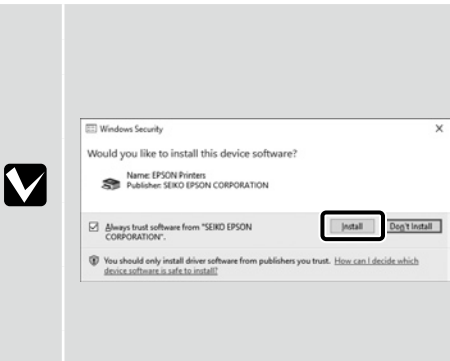 Windows Security
Would you like to install this device software?
Name: EPSON Printers
Publisher: SEIKO EPSON CORPORATION
Always trust software from "SEIKO EPSON
CORPORATION".
Install
Don't Install
You should only install driver software from publishers you trust. How can I decide which
device software is safe to install?